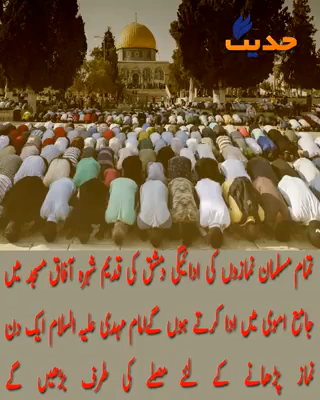 حدیث
تمام مسلمان نمازوں کی ادائیگی دمشق کی قدیم شہرہ آفاق مسجد میں
جامع اموی میں ادا کرتے ہوں گے امام مہدی علیہ السلام ایک دن
نماز پڑھانے کے لئے مصلے کی طرف بڑھیں گے